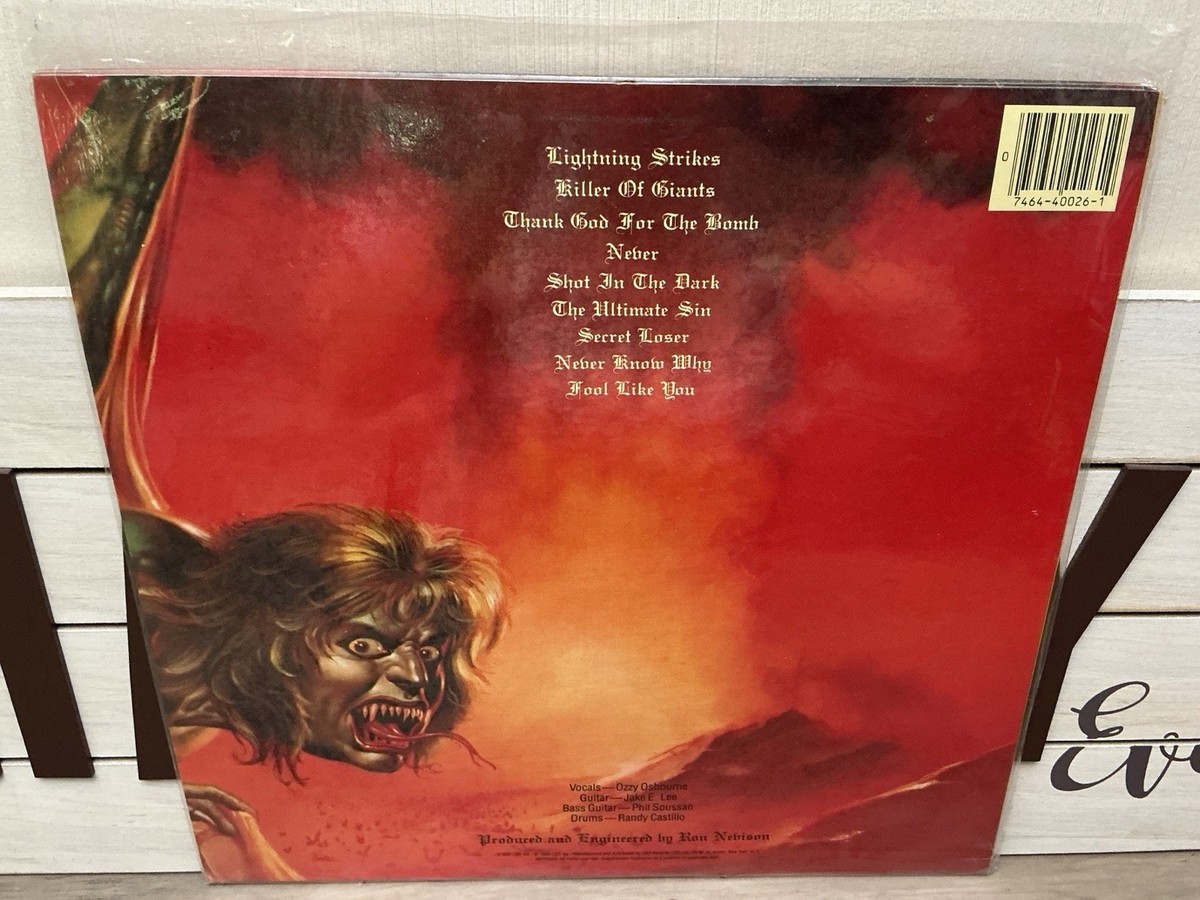 Lightning Strikes
Killer Of Giants
Thank God For The Bomb
Never
Shot In The Dark
The Ultimate Sin
Secret Loser
Never Know Why
Fool Like You
0
7464-40026-1
Vocals—Ozzy Osbourne
Guitar—Jake E. Lee
Bass Guitar—Phil Soussan
Drums—Randy Castillo
Produced and Engineered by Ron Nevison